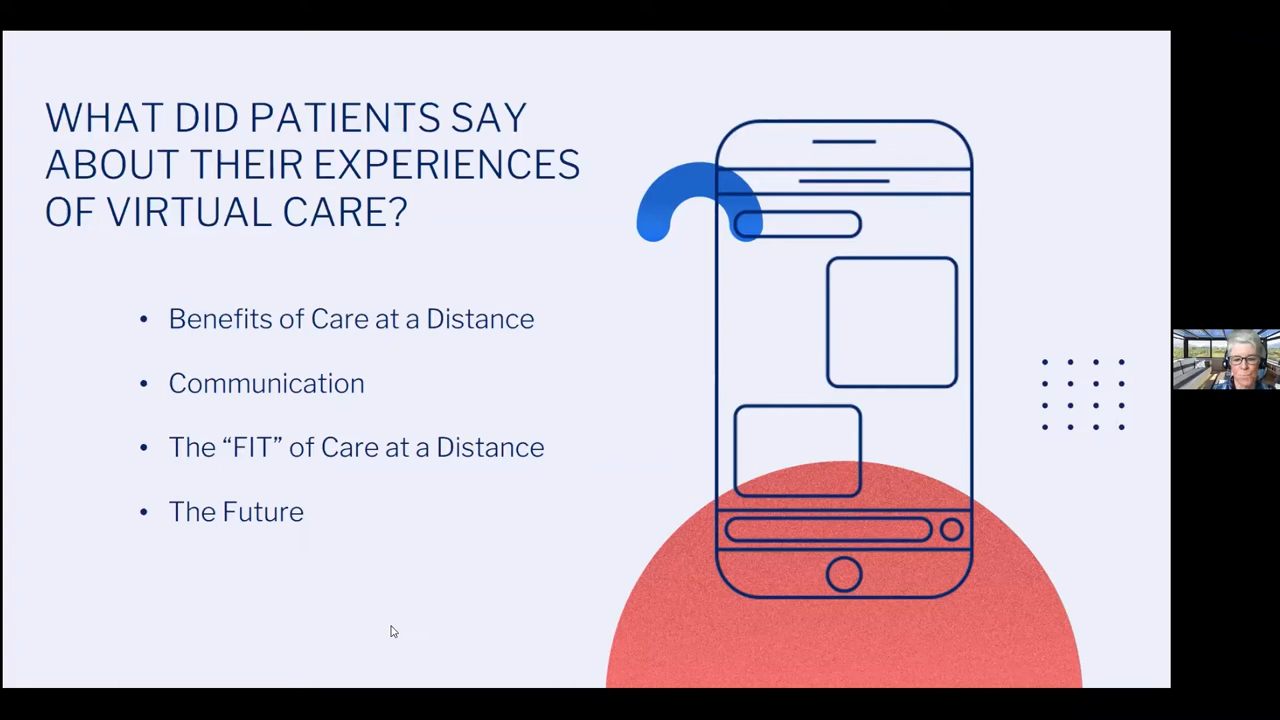 WHAT DID PATIENTS SAY
ABOUT THEIR EXPERIENCES
OF VIRTUAL CARE?
• Benefits of Care at a Distance
• Communication
• The “FIT” of Care at a Distance
• The Future